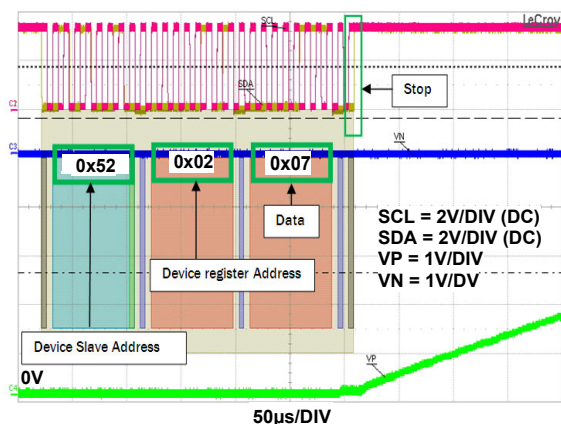 SCL
LeCroy
SDA
Stop
C2
C3
VN
0x52
0x02
0x07
Data
SCL = 2V/DIV (DC)
SDA = 2V/DIV (DC)
VP = 1V/DIV
VN = 1V/DV
Device register Address
Device Slave Address
0V
VP
C4
50µs/DIV